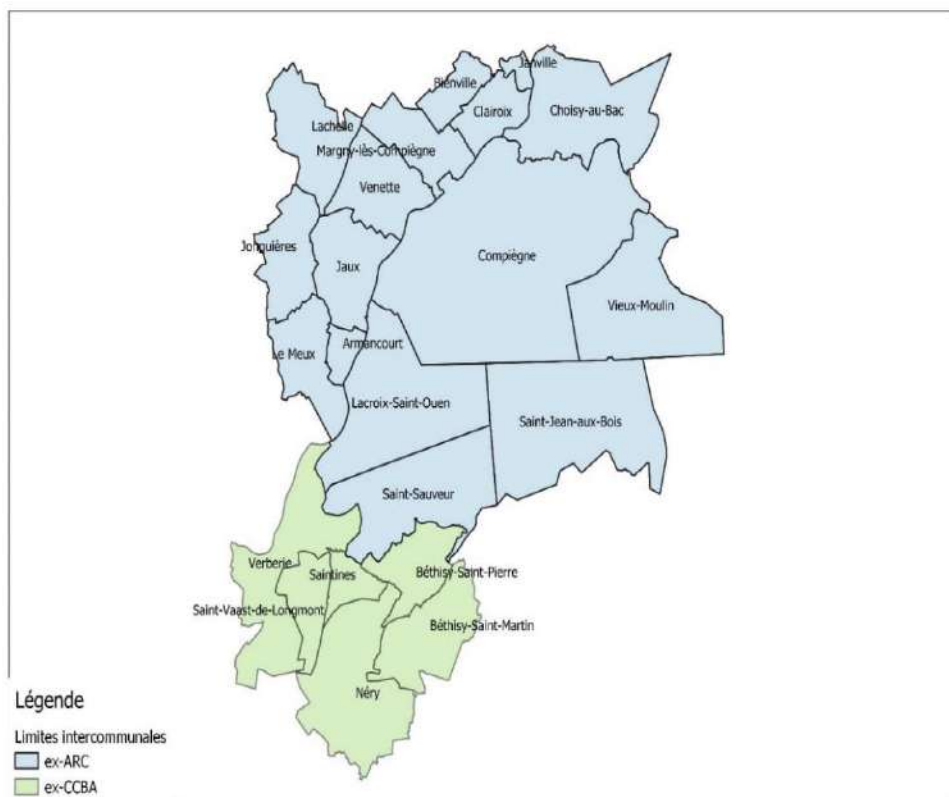 Janville
Bienville
Clairoix
Choisy-au-Bac
Lachelle
Margny-lès-Compiègne
Venette
Jonquières
Jaux
Compiègne
Vieux-Moulin
Armancourt
Le Meux
Lacroix-Saint-Ouen
Saint-Jean-aux-Bois
Saint-Sauveur
Verberie
Saintines
Béthisy-Saint-Pierre
Saint-Vaast-de-Longmont
Béthisy-Saint-Martin
Néry
Légende
Limites intercommunales
ex-ARC
ex-CCBA